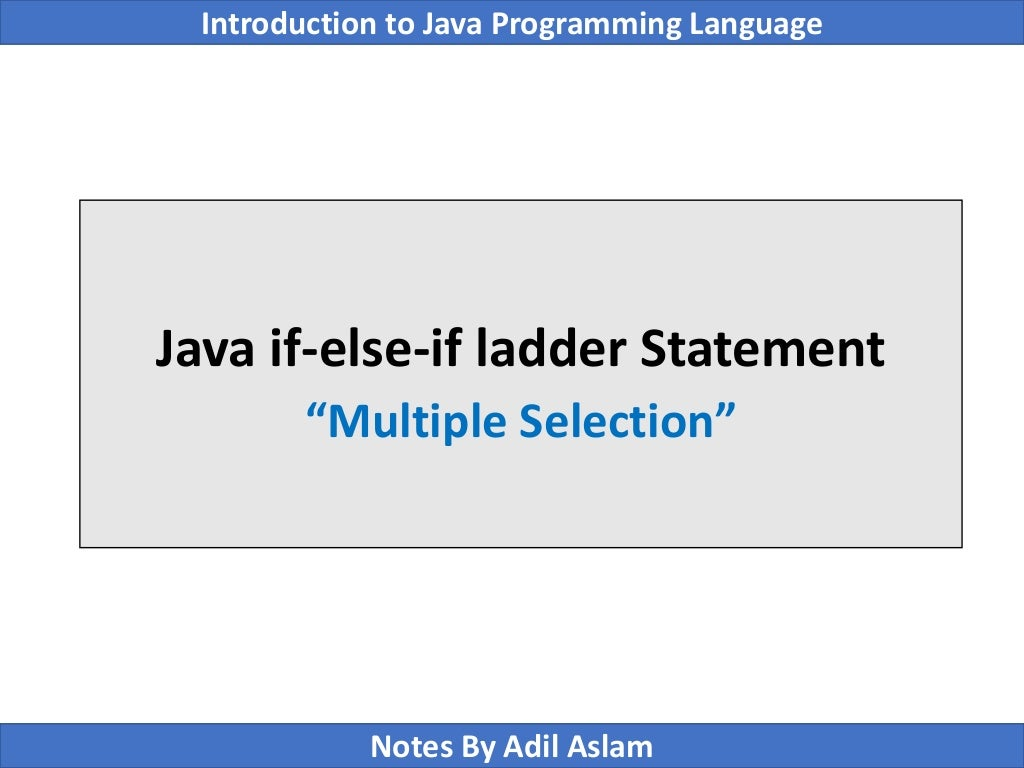 Introduction to Java Programming Language
Java if-else-if ladder Statement
“Multiple Selection”
Notes By Adil Aslam